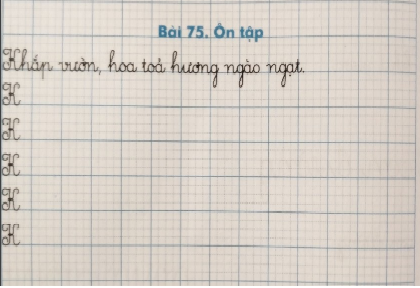 Bài 75. Ôn tập
Khắp vườn, hoa toả hương ngào ngạt.
K
K
K
K
K